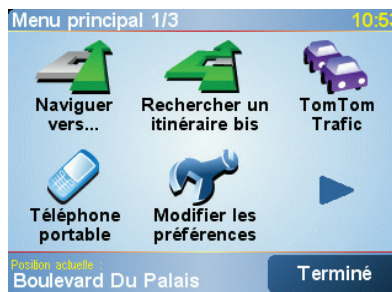 Menu principal 1/3
10:53
Naviguer
vers...
Rechercher un
itinéraire bis
TomTom
Trafic
Téléphone
portable
Modifier les
préférences
Position actuelle :
Boulevard Du Palais
Terminé